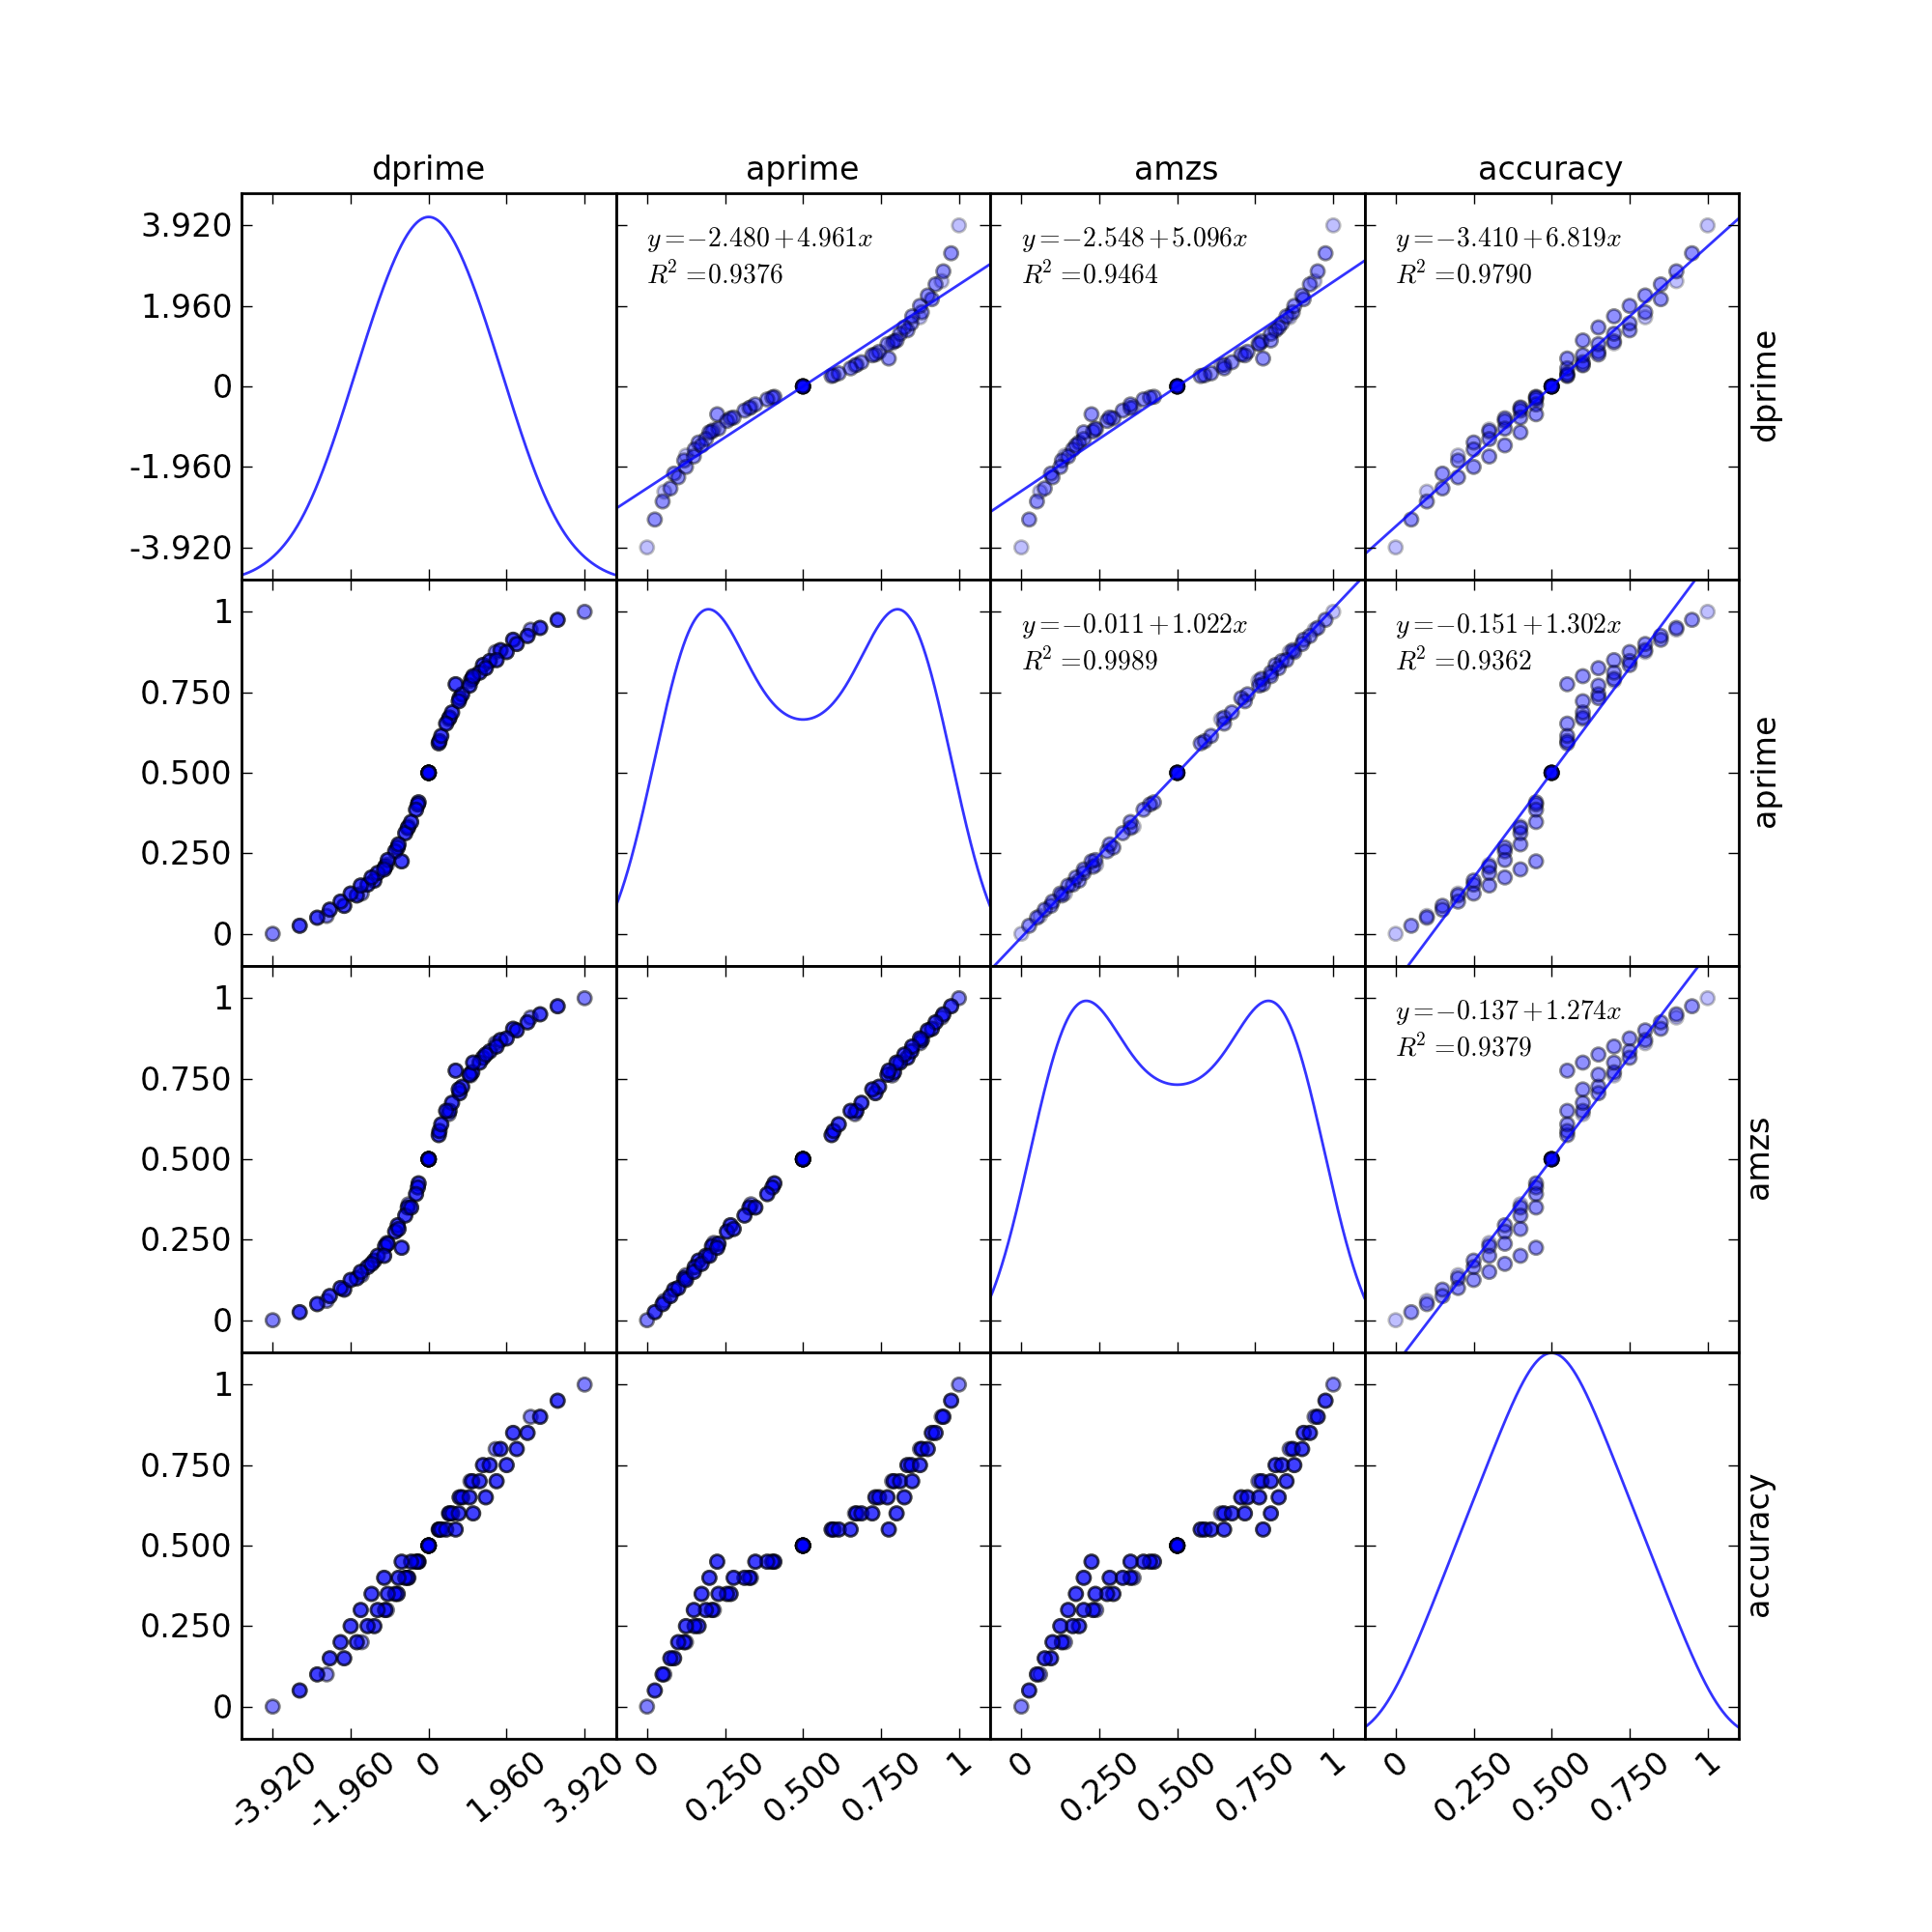 dprime aprime amzs accuracy
3.920
1.960
0
-1.960
-3.920
y=−2.480+4.961x
R² =0.9376
y=−2.548+5.096x
R² =0.9464
y=−3.410+6.819x
R² =0.9790
dprime
1
0.750
0.500
0.250
0
y=−0.011+1.022x
R² =0.9989
y=−0.151+1.302x
R² =0.9362
aprime
1
0.750
0.500
0.250
0
y=−0.137+1.274x
R² =0.9379
amzs
1
0.750
0.500
0.250
0
accuracy
-3.920 -1.960 0 1.960 3.920 0 0.250 0.500 0.750 1 0 0.250 0.500 0.750 1 0 0.250 0.500 0.750 1